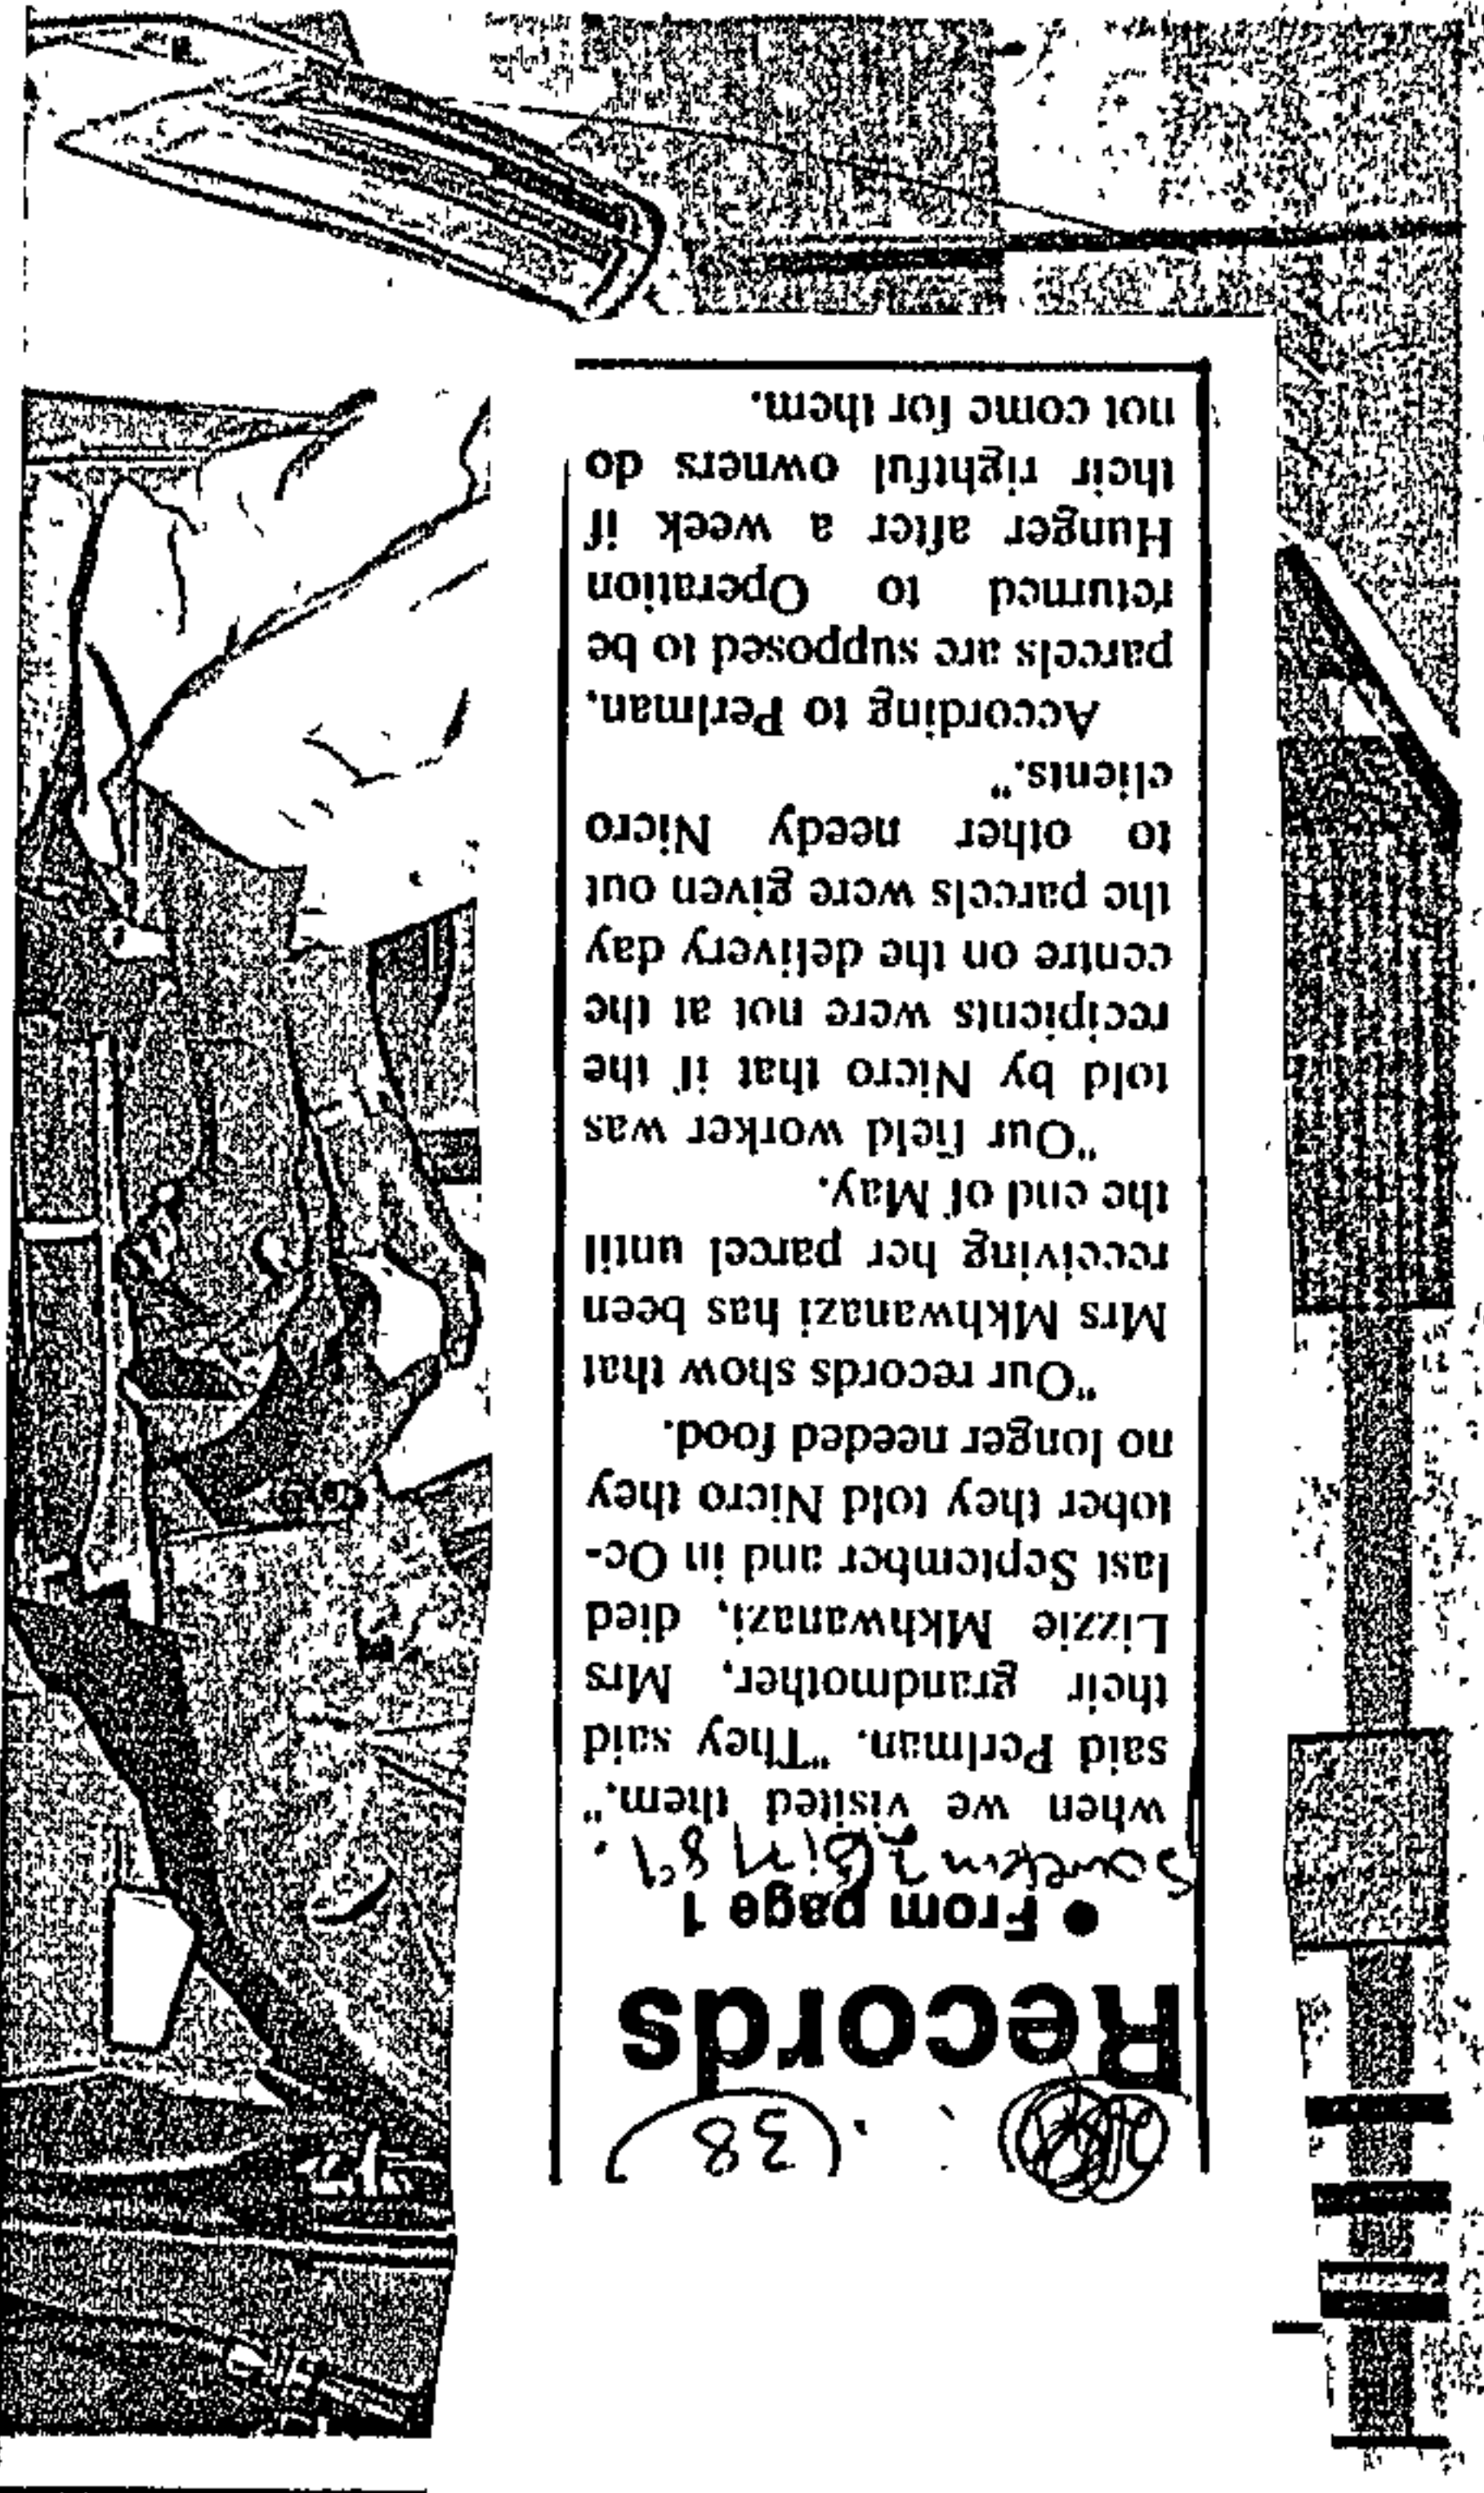 (38)
Records
• From page 1
Sowetan 26/7/89.
when we visited them,"
said Perlman. "They said
their grandmother, Mrs
Lizzie Mkhwanazi, died
last September and in Oc-
tober they told Nicro they
no longer needed food.
"Our records show that
Mrs Mkhwanazi has been
receiving her parcel until
the end of May.
"Our field worker was
told by Nicro that if the
recipients were not at the
centre on the delivery day
the parcels were given out
to other needy Nicro
clients."
According to Perlman,
parcels are supposed to be
returned to Operation
Hunger after a week if
their rightful owners do
not come for them.